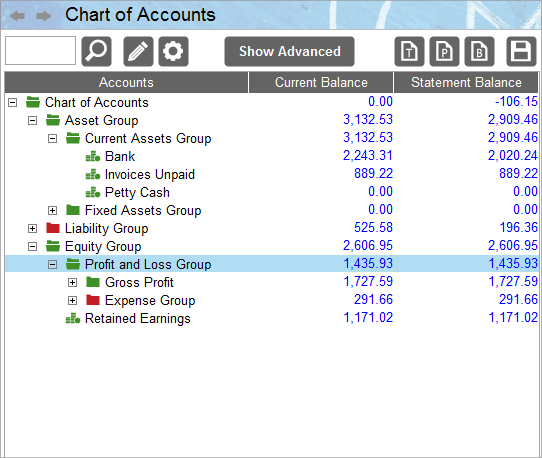 Chart of Accounts
Show Advanced
T P B
Accounts Current Balance Statement Balance
Chart of Accounts 0.00 -106.15
Asset Group 3,132.53 2,909.46
Current Assets Group 3,132.53 2,909.46
Bank 2,243.31 2,020.24
Invoices Unpaid 889.22 889.22
Petty Cash 0.00 0.00
Fixed Assets Group 0.00 0.00
Liability Group 525.58 196.36
Equity Group 2,606.95 2,606.95
Profit and Loss Group 1,435.93 1,435.93
Gross Profit 1,727.59 1,727.59
Expense Group 291.66 291.66
Retained Earnings 1,171.02 1,171.02